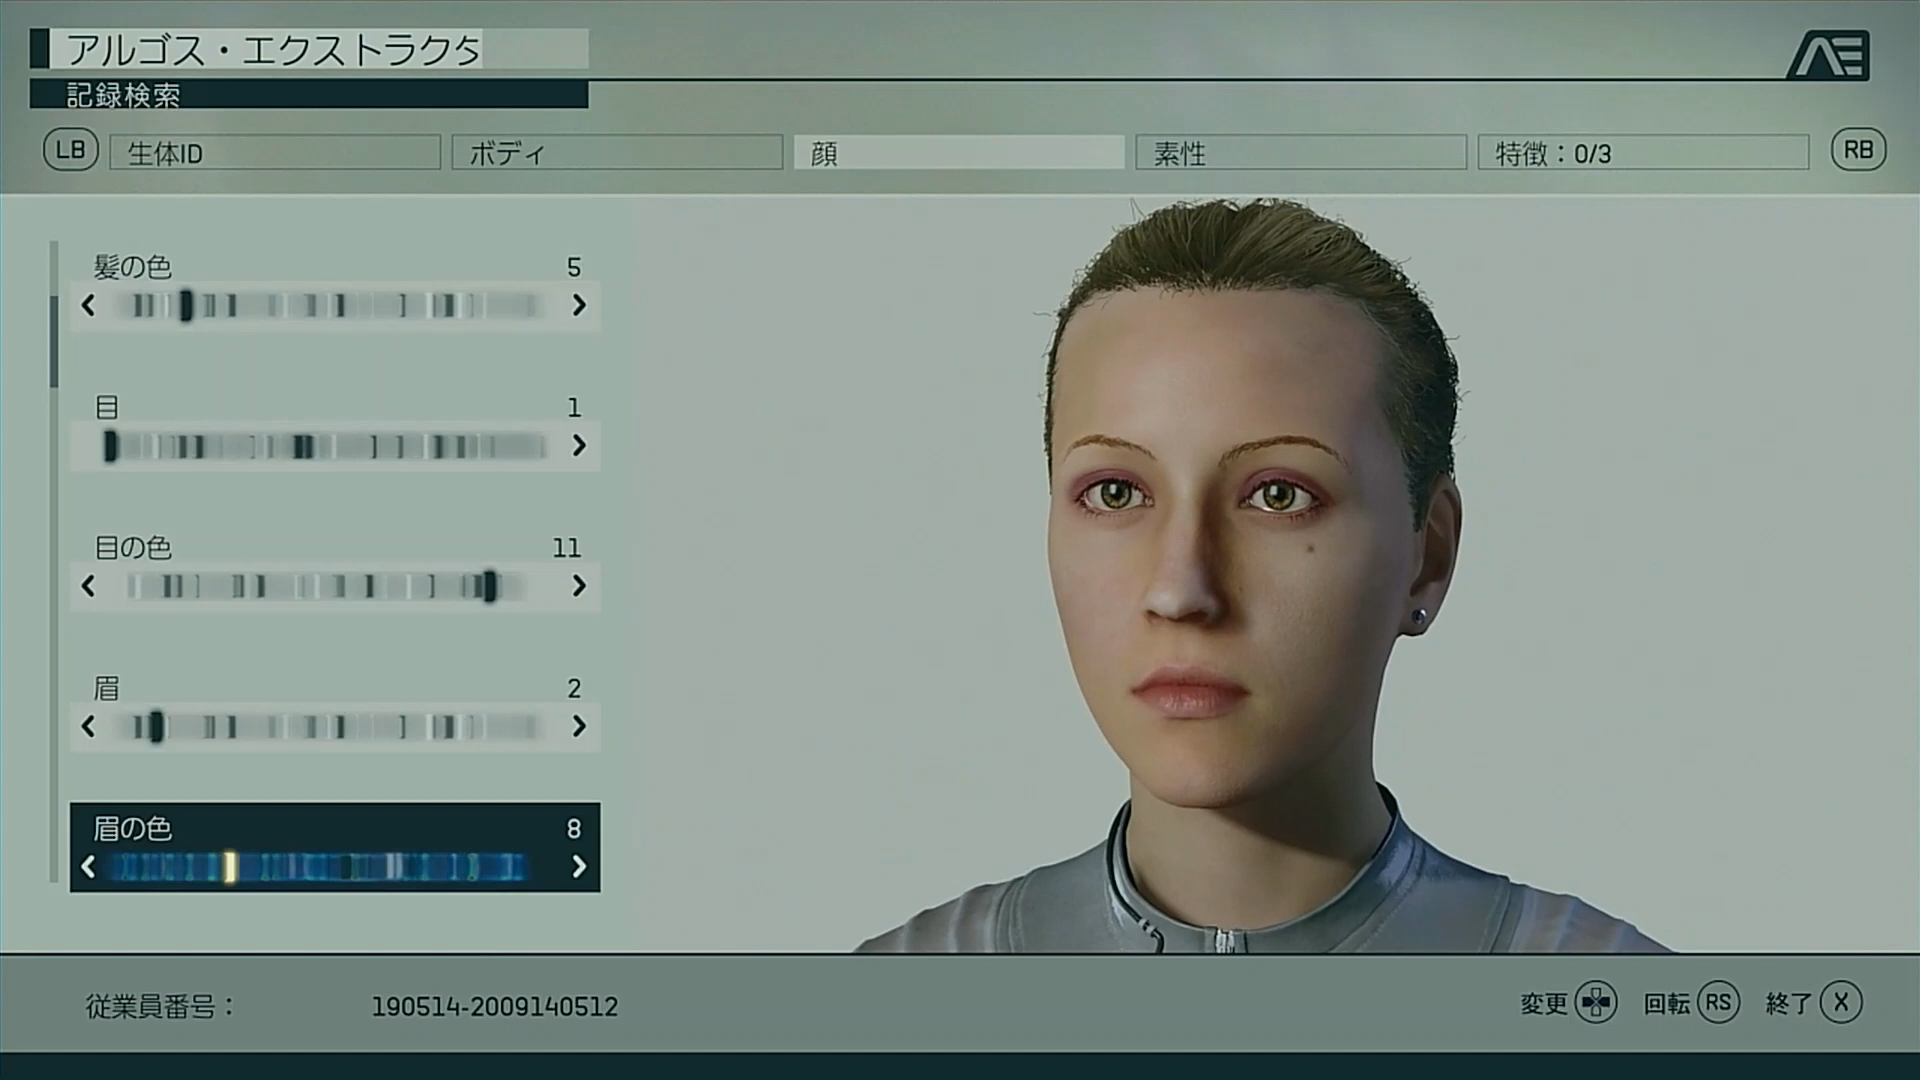 アルゴス・エクストラクタ
記録検索
LB 生体ID ボディ 顔 素性 特徴：0/3 RB
髪の色 5
目 1
目の色 11
眉 2
眉の色 8
従業員番号： 190514-2009140512
変更 回転 RS 終了 X
AE